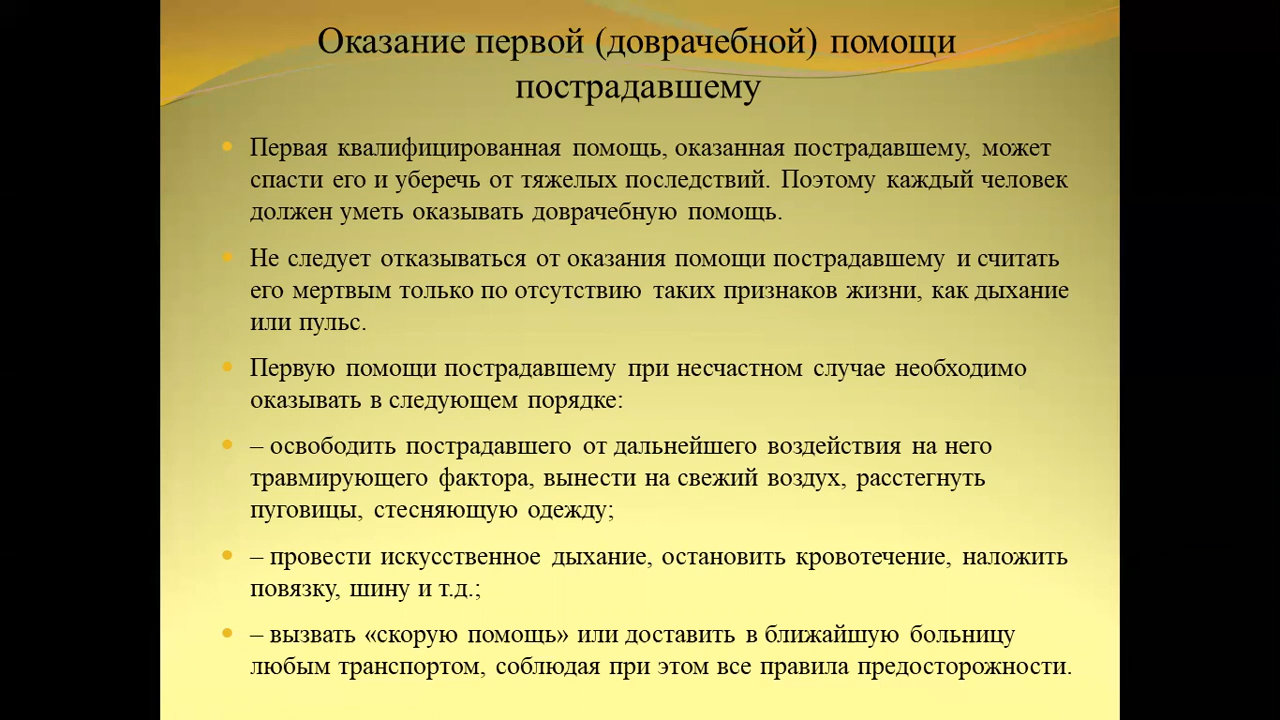 Оказание первой (доврачебной) помощи
пострадавшему
Первая квалифицированная помощь, оказанная пострадавшему, может
спасти его и уберечь от тяжелых последствий. Поэтому каждый человек
должен уметь оказывать доврачебную помощь.
Не следует отказываться от оказания помощи пострадавшему и считать
его мертвым только по отсутствию таких признаков жизни, как дыхание
или пульс.
Первую помощи пострадавшему при несчастном случае необходимо
оказывать в следующем порядке:
– освободить пострадавшего от дальнейшего воздействия на него
травмирующего фактора, вынести на свежий воздух, расстегнуть
пуговицы, стесняющую одежду;
– провести искусственное дыхание, остановить кровотечение, наложить
повязку, шину и т.д.;
– вызвать «скорую помощь» или доставить в ближайшую больницу
любым транспортом, соблюдая при этом все правила предосторожности.